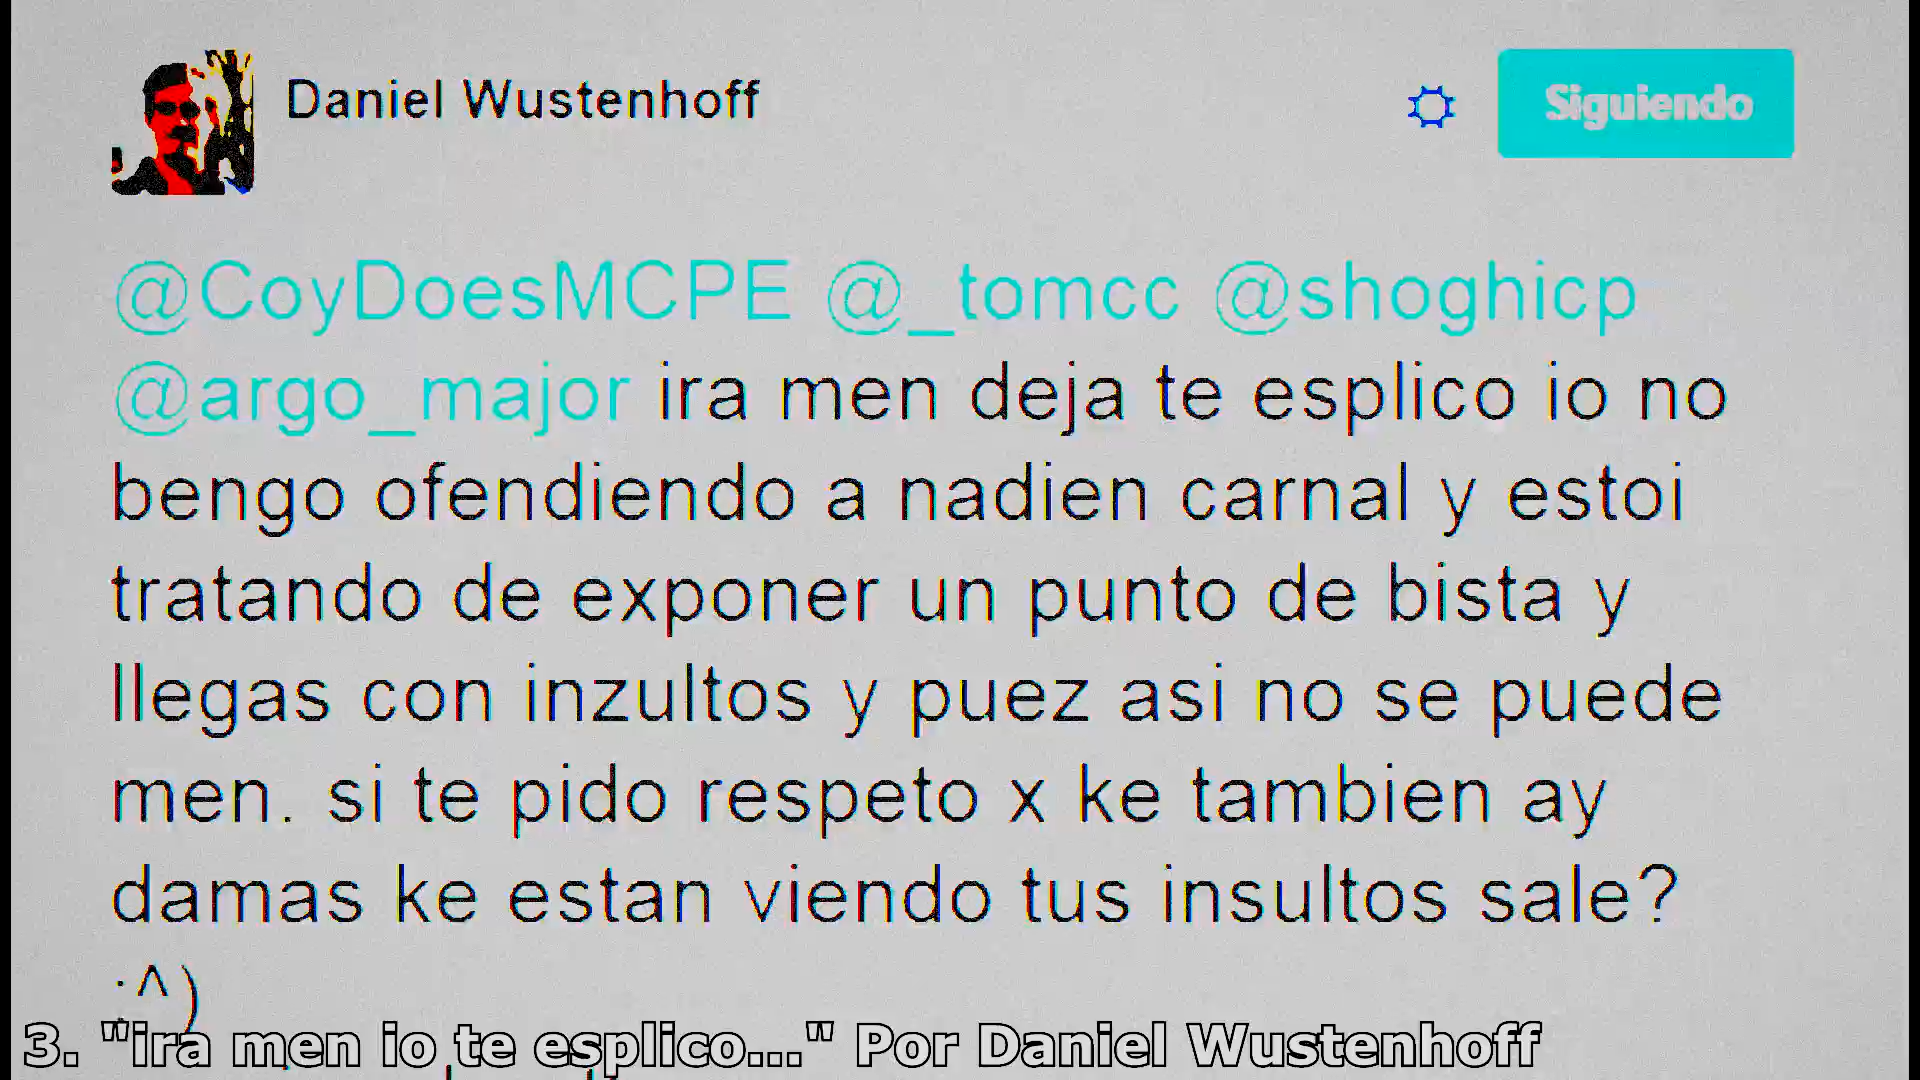 Daniel Wustenhoff
Siguiendo
@CoyDoesMCPE @_tomcc @shoghicp
@argo_major ira men deja te esplico io no
bengo ofendiendo a nadien carnal y estoi
tratando de exponer un punto de bista y
llegas con inzultos y puez asi no se puede
men. si te pido respeto x ke tambien ay
damas ke estan viendo tus insultos sale?
:^)
3. "ira men io te esplico..." Por Daniel Wustenhoff